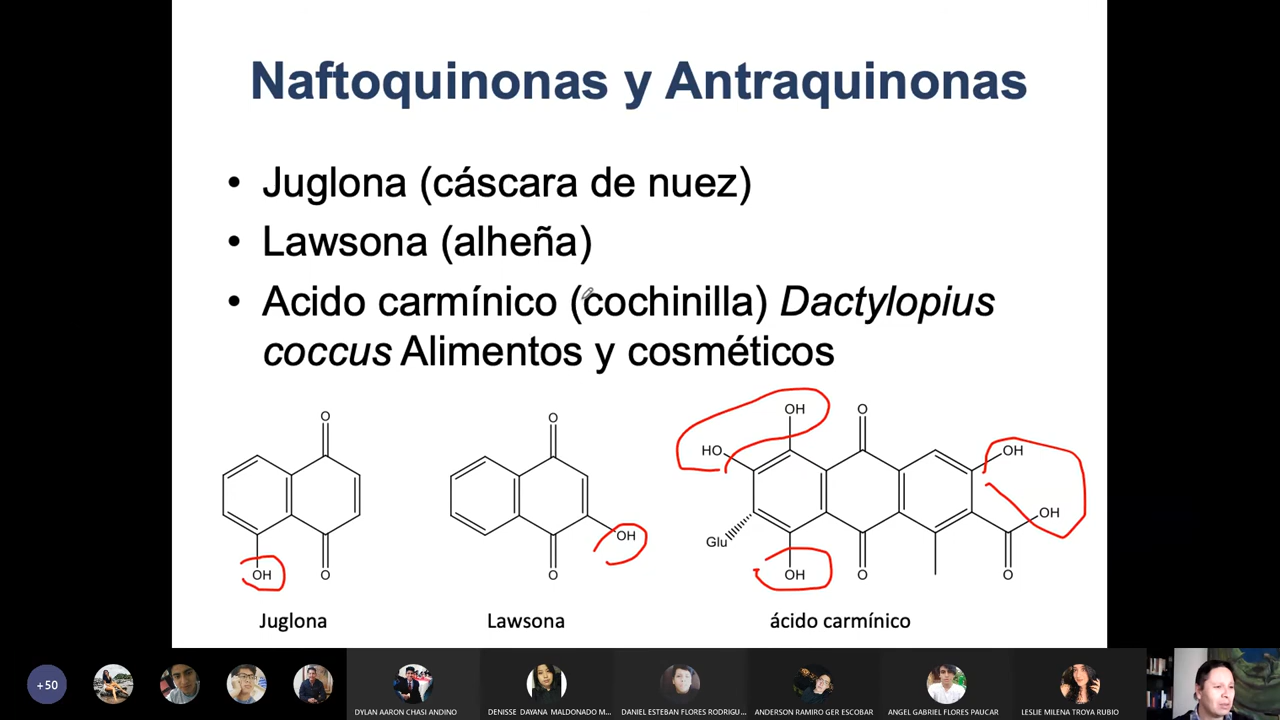 Naftoquinonas y Antraquinonas
• Juglona (cáscara de nuez)
• Lawsona (alheña)
• Acido carmínico (cochinilla) Dactylopius
coccus Alimentos y cosméticos
O
OH
O
Juglona
O
OH
O
Lawsona
OH
O
HO
OH
OH
Glu
OH
O
O
ácido carmínico
+50
DYLAN AARON CHASI ANDINO
DENISSE DAYANA MALDONADO M...
DANIEL ESTEBAN FLORES RODRIGU...
ANDERSON RAMIRO GER ESCOBAR
ANGEL GABRIEL FLORES PAUCAR
LESLIE MILENA TROYA RUBIO